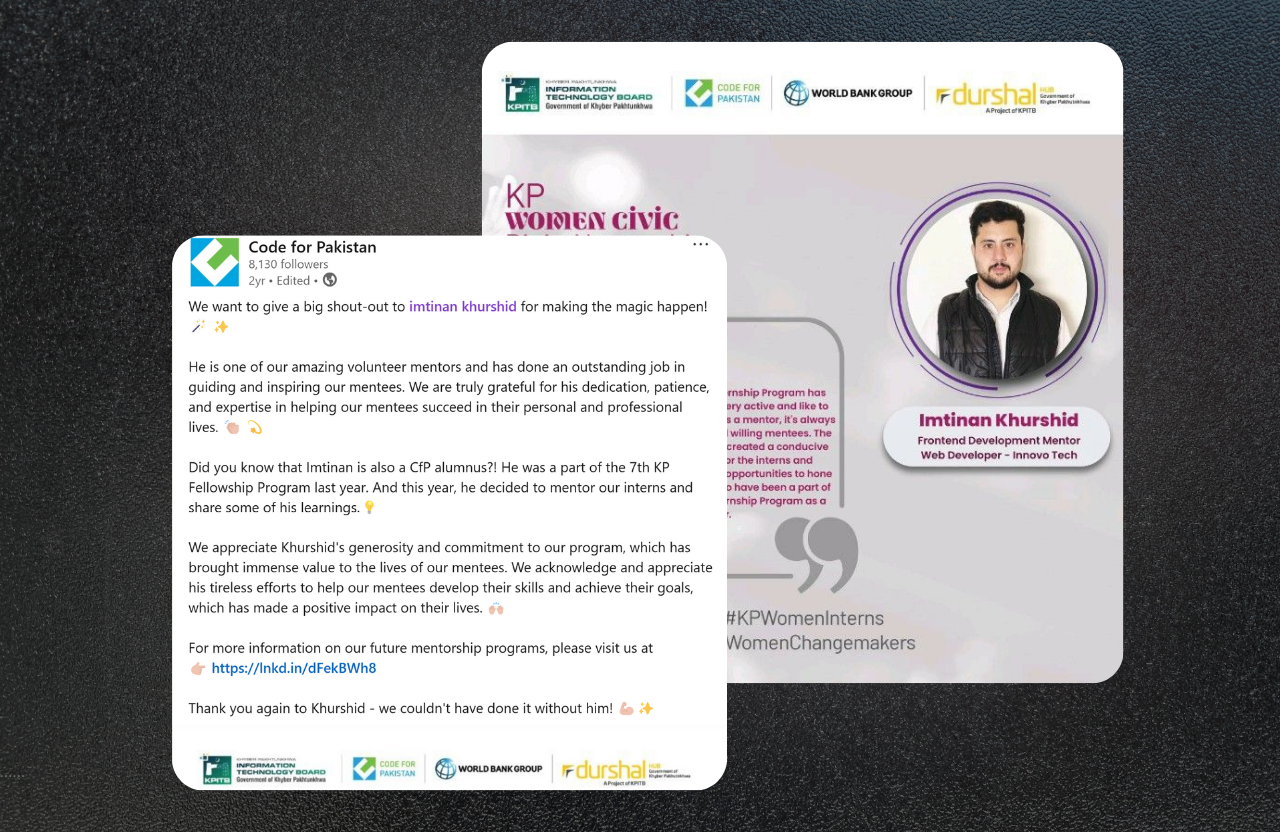 KHYBER PAKHTUNKHWA
INFORMATION
TECHNOLOGY BOARD
Government of Khyber Pakhtunkhwa
KPITB
CODE FOR
PAKISTAN
WORLD BANK GROUP
durshal
HUB
Government of
Khyber Pakhtunkhwa
A Project of KPITB
KP
WOMEN CIVIC
Imtinan Khurshid
Frontend Development Mentor
Web Developer - Innovo Tech
rnship Program has
ery active and like to
s a mentor, it's always
willing mentees. The
created a conducive
or the interns and
opportunities to hone
o have been a part of
rnship Program as a
#KPWomenInterns
WomenChangemakers
Code for Pakistan
8,130 followers
2yr • Edited •
We want to give a big shout-out to imtinan khurshid for making the magic happen!
🪄 ✨
He is one of our amazing volunteer mentors and has done an outstanding job in
guiding and inspiring our mentees. We are truly grateful for his dedication, patience,
and expertise in helping our mentees succeed in their personal and professional
lives. 👏🏼 💫
Did you know that Imtinan is also a CfP alumnus?! He was a part of the 7th KP
Fellowship Program last year. And this year, he decided to mentor our interns and
share some of his learnings. 💡
We appreciate Khurshid's generosity and commitment to our program, which has
brought immense value to the lives of our mentees. We acknowledge and appreciate
his tireless efforts to help our mentees develop their skills and achieve their goals,
which has made a positive impact on their lives. 🙌🏼
For more information on our future mentorship programs, please visit us at
👉🏼 https://lnkd.in/dFekBWh8
Thank you again to Khurshid - we couldn't have done it without him! 💪🏼 ✨
KHYBER PAKHTUNKHWA
INFORMATION
TECHNOLOGY BOARD
Government of Khyber Pakhtunkhwa
KPITB
CODE FOR
PAKISTAN
WORLD BANK GROUP
durshal
HUB
Government of
Khyber Pakhtunkhwa
A Project of KPITB